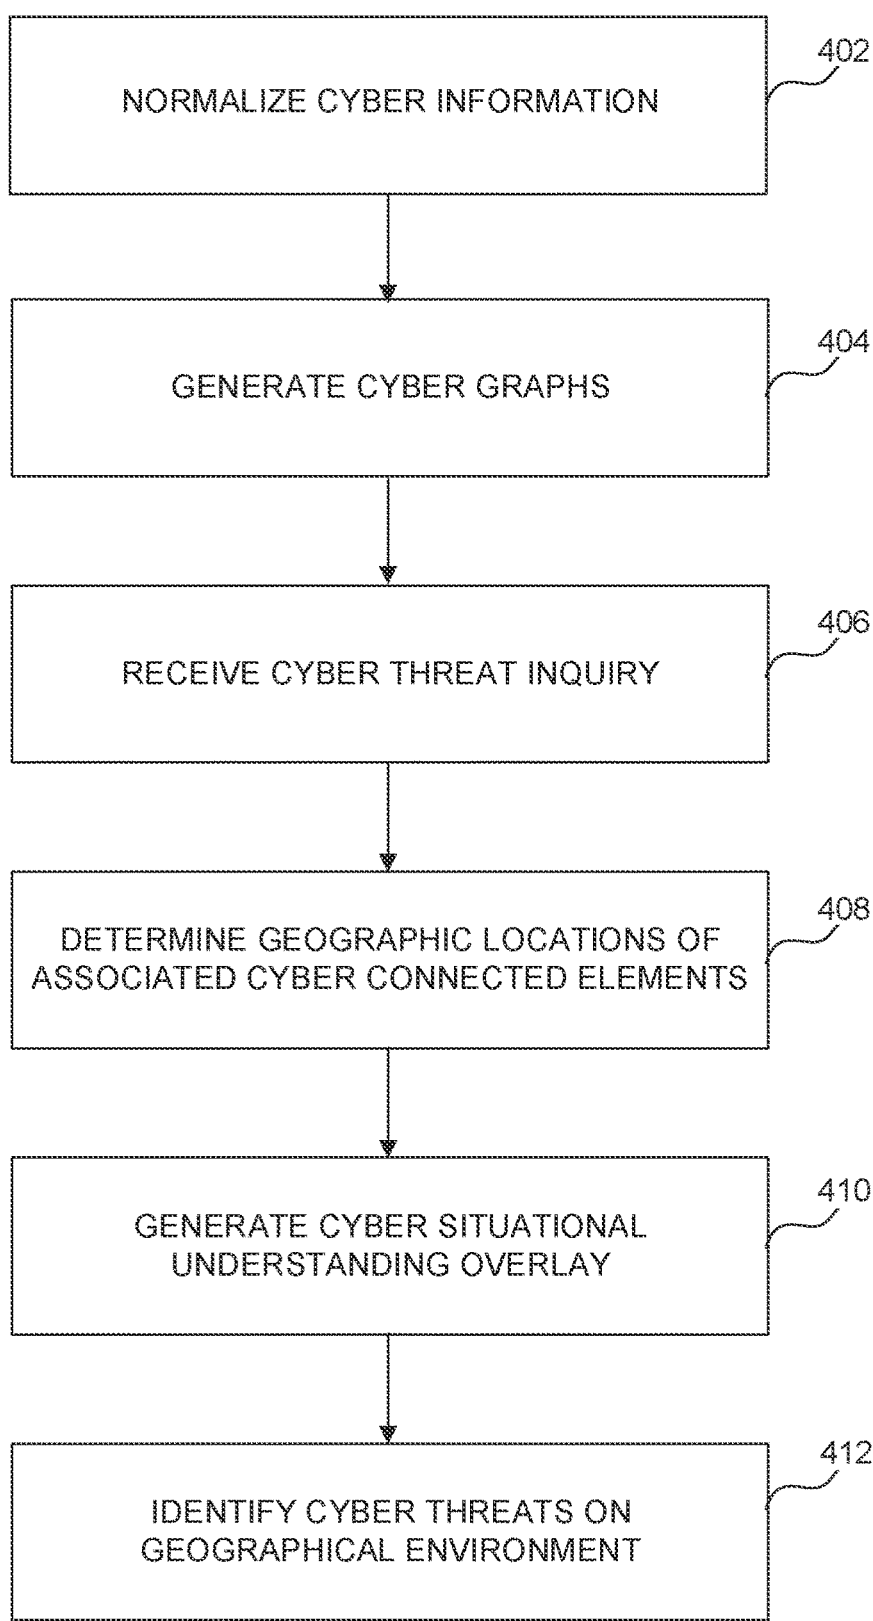 402
NORMALIZE CYBER INFORMATION
404
GENERATE CYBER GRAPHS
406
RECEIVE CYBER THREAT INQUIRY
408
DETERMINE GEOGRAPHIC LOCATIONS OF
ASSOCIATED CYBER CONNECTED ELEMENTS
410
GENERATE CYBER SITUATIONAL
UNDERSTANDING OVERLAY
412
IDENTIFY CYBER THREATS ON
GEOGRAPHICAL ENVIRONMENT